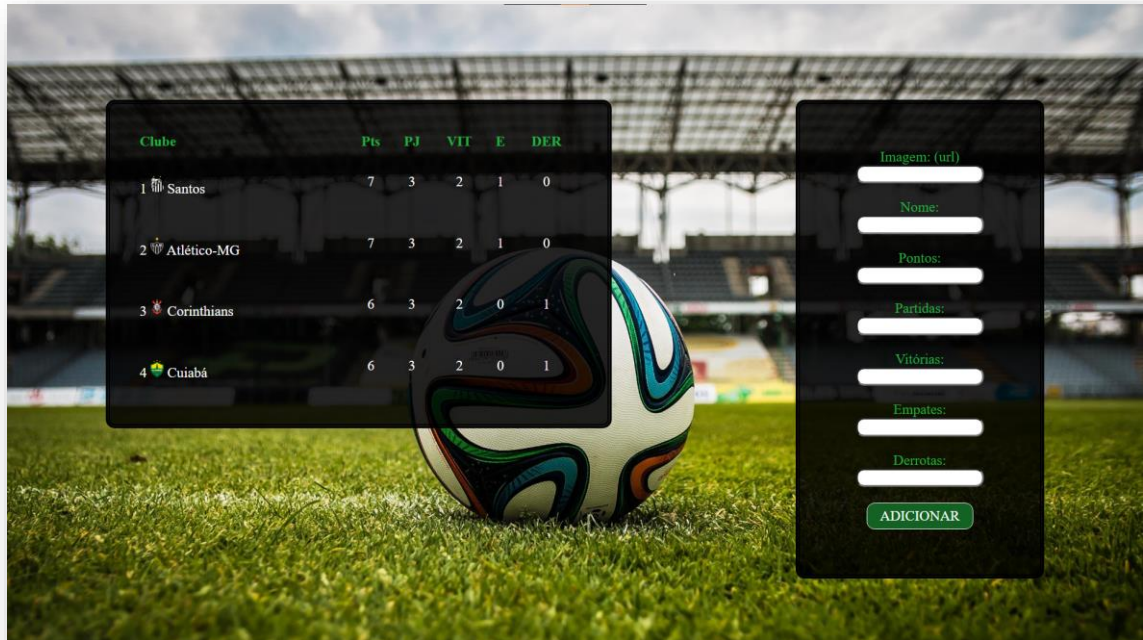 Clube Pts PJ VIT E DER
1 Santos 7 3 2 1 0
2 Atlético-MG 7 3 2 1 0
3 Corinthians 6 3 2 0 1
4 Cuiabá 6 3 2 0 1
Imagem: (url)
Nome:
Pontos:
Partidas:
Vitórias:
Empates:
Derrotas:
ADICIONAR